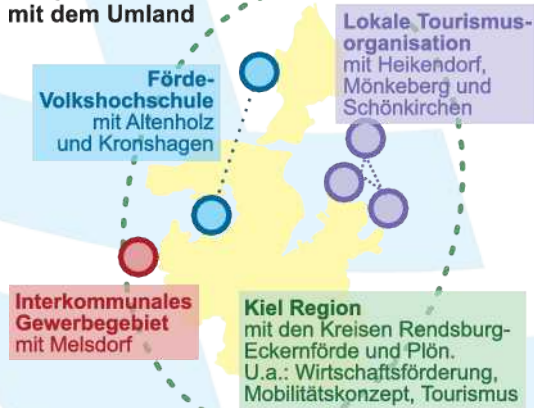 mit dem Umland
Lokale Tourismus-
organisation
mit Heikendorf,
Mönkeberg und
Schönkirchen
Förde-
Volkshochschule
mit Altenholz
und Kronshagen
Interkommunales
Gewerbegebiet
mit Melsdorf
Kiel Region
mit den Kreisen Rendsburg-
Eckernförde und Plön.
U.a.: Wirtschaftsförderung,
Mobilitätskonzept, Tourismus